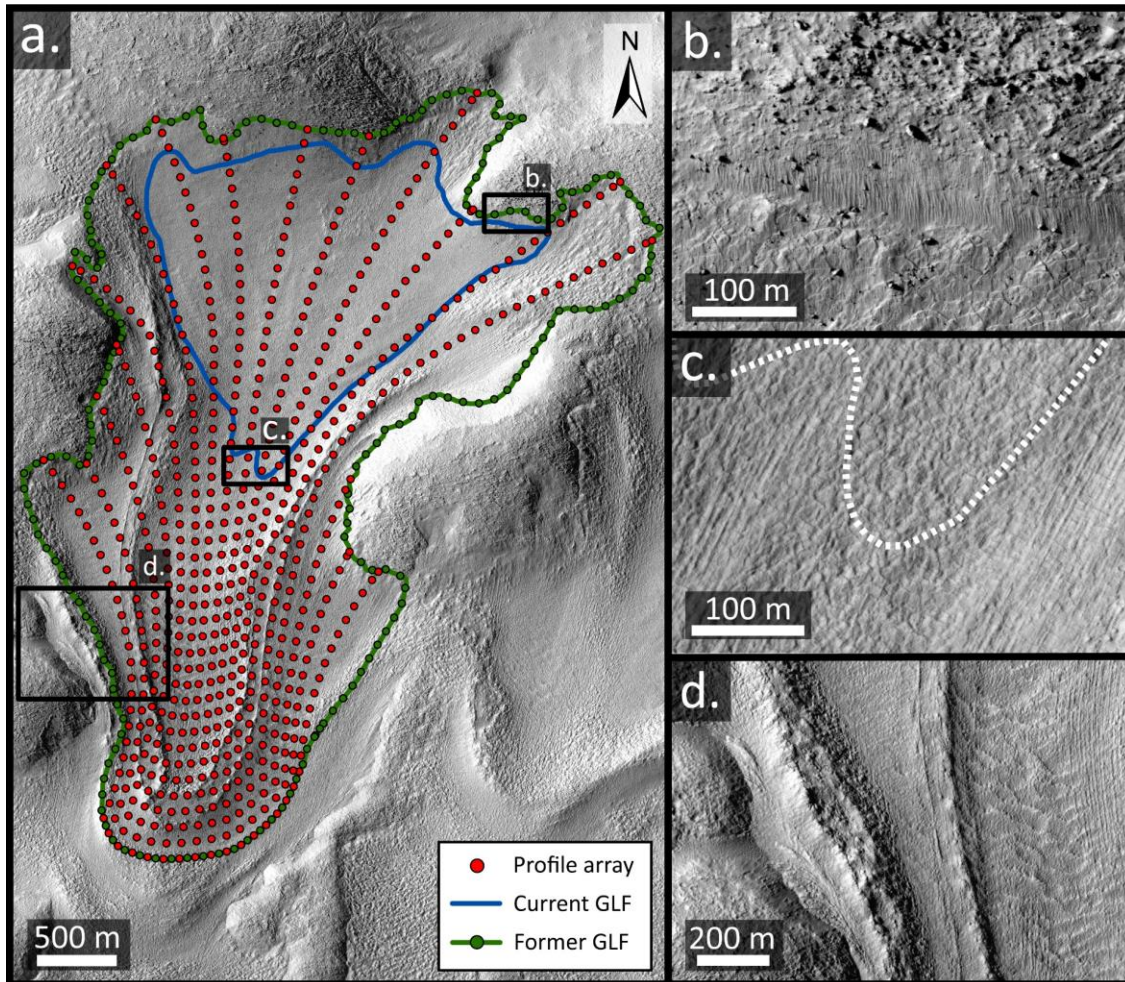 a.
N
b.
c.
d.
Profile array
Current GLF
Former GLF
500 m
b.
100 m
c.
100 m
d.
200 m